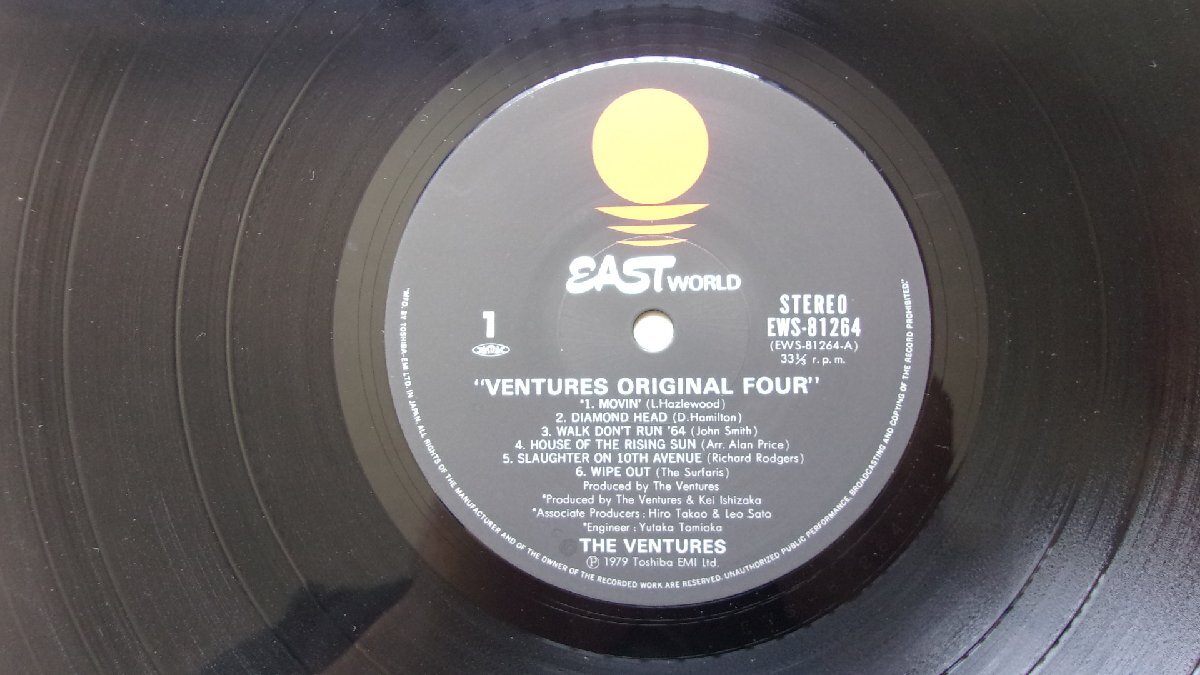 EAST WORLD
1
STEREO
EWS-81264
(EWS-81264-A)
33⅓ r.p.m.
"VENTURES ORIGINAL FOUR"
*1. MOVIN' (L.Hazlewood)
2. DIAMOND HEAD (D.Hamilton)
3. WALK DON'T RUN '64 (John Smith)
4. HOUSE OF THE RISING SUN (Arr. Alan Price)
5. SLAUGHTER ON 10TH AVENUE (Richard Rodgers)
6. WIPE OUT (The Surfaris)
Produced by The Ventures
*Produced by The Ventures & Kei Ishizaka
*Associate Producers : Hiro Takao & Leo Sato
*Engineer : Yutaka Tamioka
THE VENTURES
Ⓟ 1979 Toshiba EMI Ltd.
"MFD. BY TOSHIBA-EMI LTD. IN JAPAN. ALL RIGHTS OF THE MANUFACTURER AND OF THE OWNER OF THE RECORDED WORK ARE RESERVED. UNAUTHORIZED PUBLIC PERFORMANCE, BROADCASTING AND COPYING OF THE RECORD PROHIBITED."